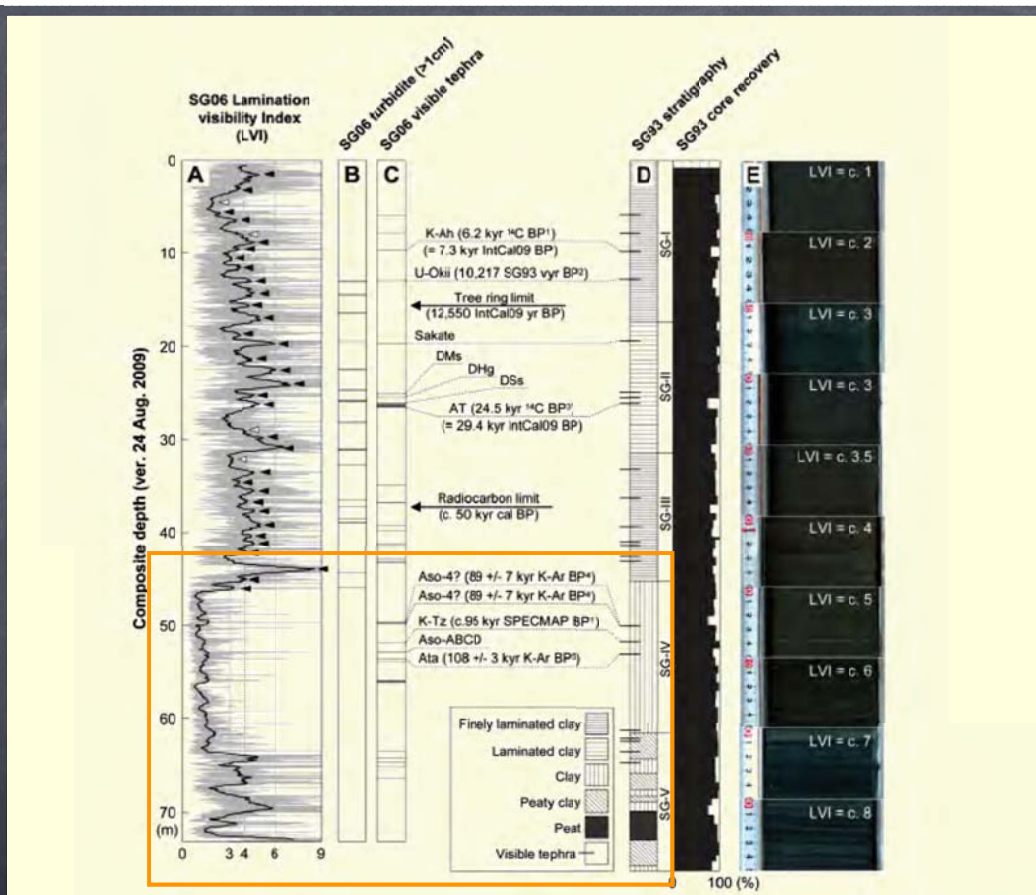 SG06 Lamination
visibility Index
(LVI)
SG06 turbidite (>1cm)
SG06 visible tephra
SG93 stratigraphy
SG93 core recovery
A
B
C
D
E
Composite depth (ver. 24 Aug. 2009)
0
10
20
30
40
50
60
70
(m)
0 3 4 6 9
K-Ah (6.2 kyr ¹⁴C BP¹)
(= 7.3 kyr IntCal09 BP)
U-Okii (10,217 SG93 vyr BP²)
Tree ring limit
(12,550 IntCal09 yr BP)
Sakate
DMs
DHg
DSs
AT (24.5 kyr ¹⁴C BP³)
(= 29.4 kyr IntCal09 BP)
Radiocarbon limit
(c. 50 kyr cal BP)
Aso-4? (89 +/- 7 kyr K-Ar BP⁴)
Aso-4? (89 +/- 7 kyr K-Ar BP⁴)
K-Tz (c.95 kyr SPECMAP BP¹)
Aso-ABCD
Ata (108 +/- 3 kyr K-Ar BP⁵)
Finely laminated clay
Laminated clay
Clay
Peaty clay
Peat
Visible tephra
SG-I
SG-II
SG-III
SG-IV
SG-V
0 100 (%)
LVI = c. 1
LVI = c. 2
LVI = c. 3
LVI = c. 3
LVI = c. 3.5
LVI = c. 4
LVI = c. 5
LVI = c. 6
LVI = c. 7
LVI = c. 8